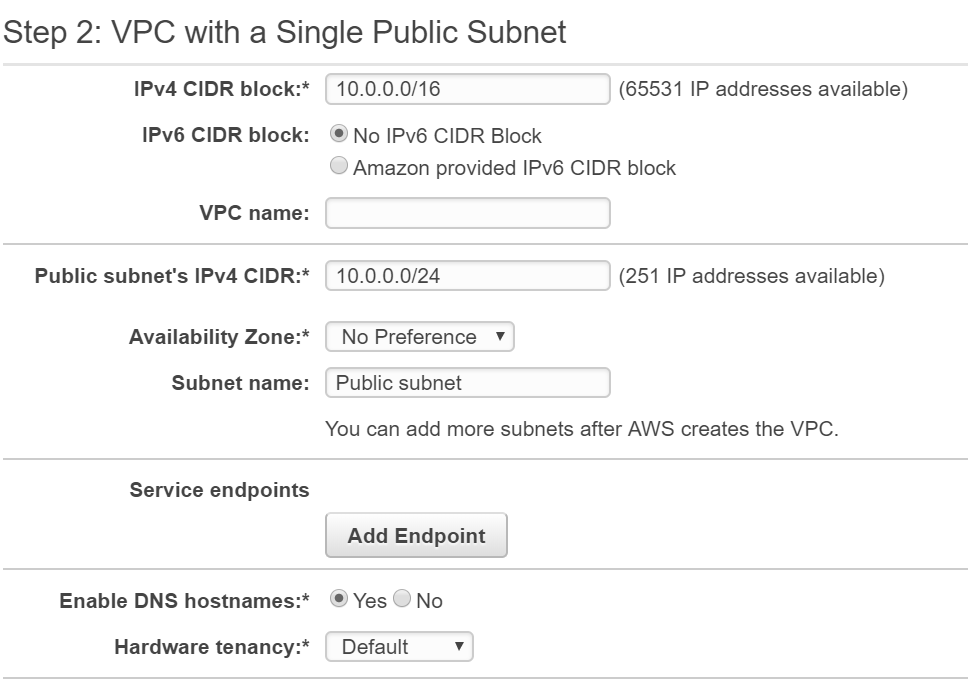 Step 2: VPC with a Single Public Subnet
IPv4 CIDR block:* 10.0.0.0/16 (65531 IP addresses available)
IPv6 CIDR block: No IPv6 CIDR Block
Amazon provided IPv6 CIDR block
VPC name:
Public subnet's IPv4 CIDR:* 10.0.0.0/24 (251 IP addresses available)
Availability Zone:* No Preference
Subnet name: Public subnet
You can add more subnets after AWS creates the VPC.
Service endpoints
Add Endpoint
Enable DNS hostnames:* Yes No
Hardware tenancy:* Default